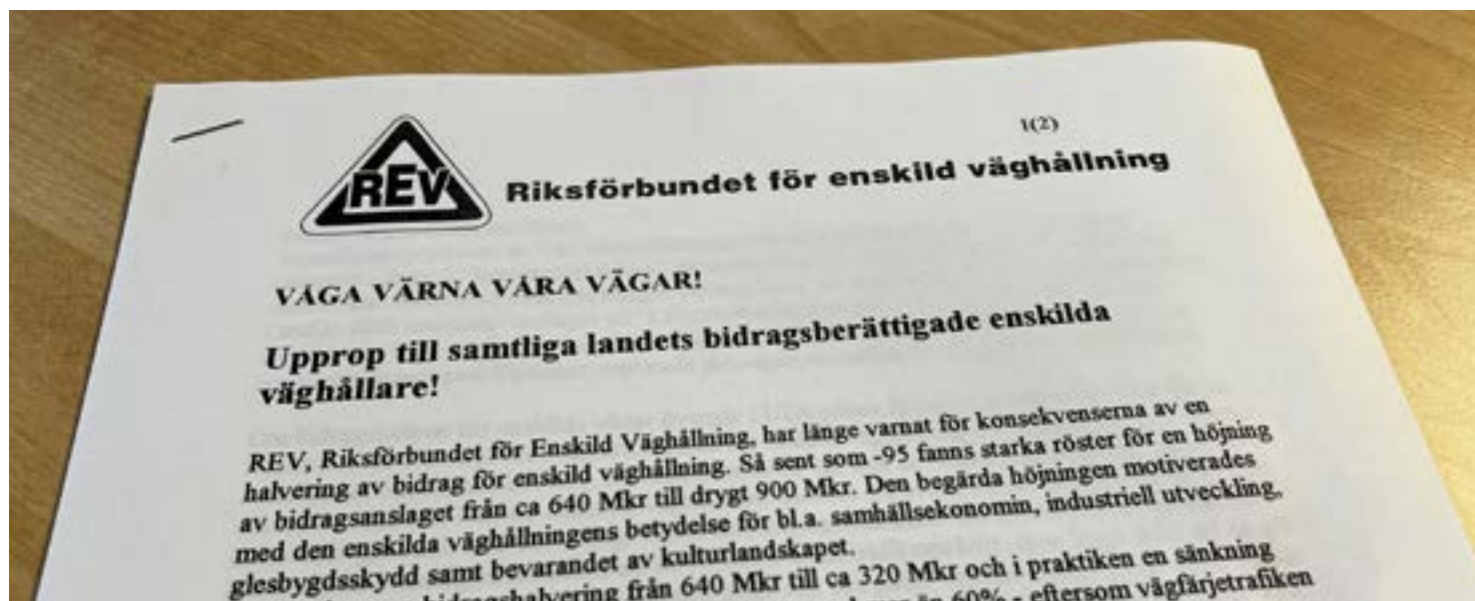 1(2)
REV
Riksförbundet för enskild väghållning
VÅGA VÄRNA VÅRA VÄGAR!
Upprop till samtliga landets bidragsberättigade enskilda
väghållare!
REV, Riksförbundet för Enskild Väghållning, har länge varnat för konsekvenserna av en
halvering av bidrag för enskild väghållning. Så sent som -95 fanns starka röster för en höjning
av bidragsanslaget från ca 640 Mkr till drygt 900 Mkr. Den begärda höjningen motiverades
med den enskilda väghållningens betydelse för bl.a. samhällsekonomin, industriell utveckling,
glesbygdsskydd samt bevarandet av kulturlandskapet.
från 640 Mkr till ca 320 Mkr och i praktiken en sänkning
än 60% - eftersom vägfärjetrafiken